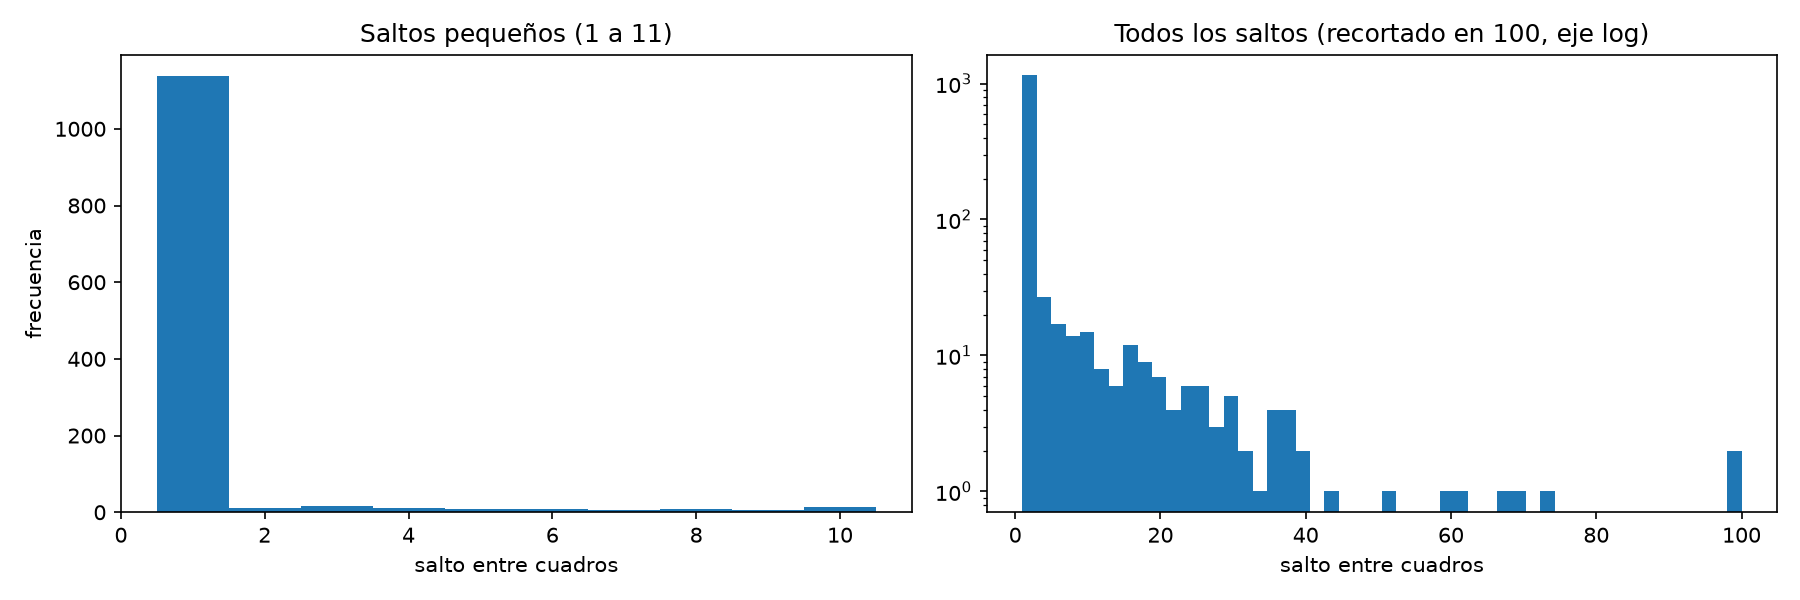 Saltos pequeños (1 a 11)
frecuencia
1000
800
600
400
200
0
0 2 4 6 8 10
salto entre cuadros
Todos los saltos (recortado en 100, eje log)
10³
10²
10¹
10⁰
0 20 40 60 80 100
salto entre cuadros